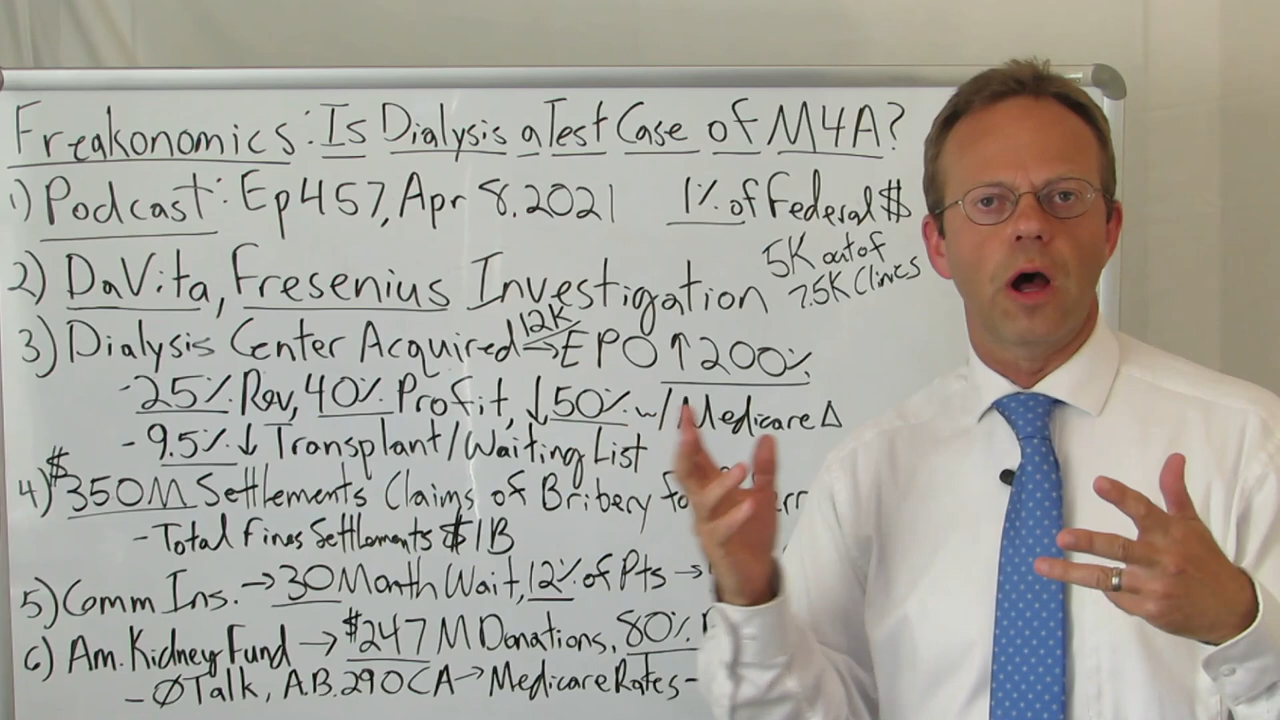 Freakonomics: Is Dialysis a Test Case of M4A?
1) Podcast: Ep 457, Apr 8, 2021 1% of Federal $
2) DaVita, Fresenius Investigation 5K out of
7.5K Clinics
3) Dialysis Center Acquired 12K → EPO ↑ 200%
- 25% Rev, 40% Profit, ↓50% w/ Medicare Δ
- 9.5% ↓ Transplant/Waiting List
4) $350M Settlements Claims of Bribery
- Total Fines Settlements $1B
5) Comm Ins. → 30 Month Wait, 12% of Pts →
6) Am. Kidney Fund → $247M Donations, 80%
- Ø Talk, A.B. 290 CA → Medicare Rates -